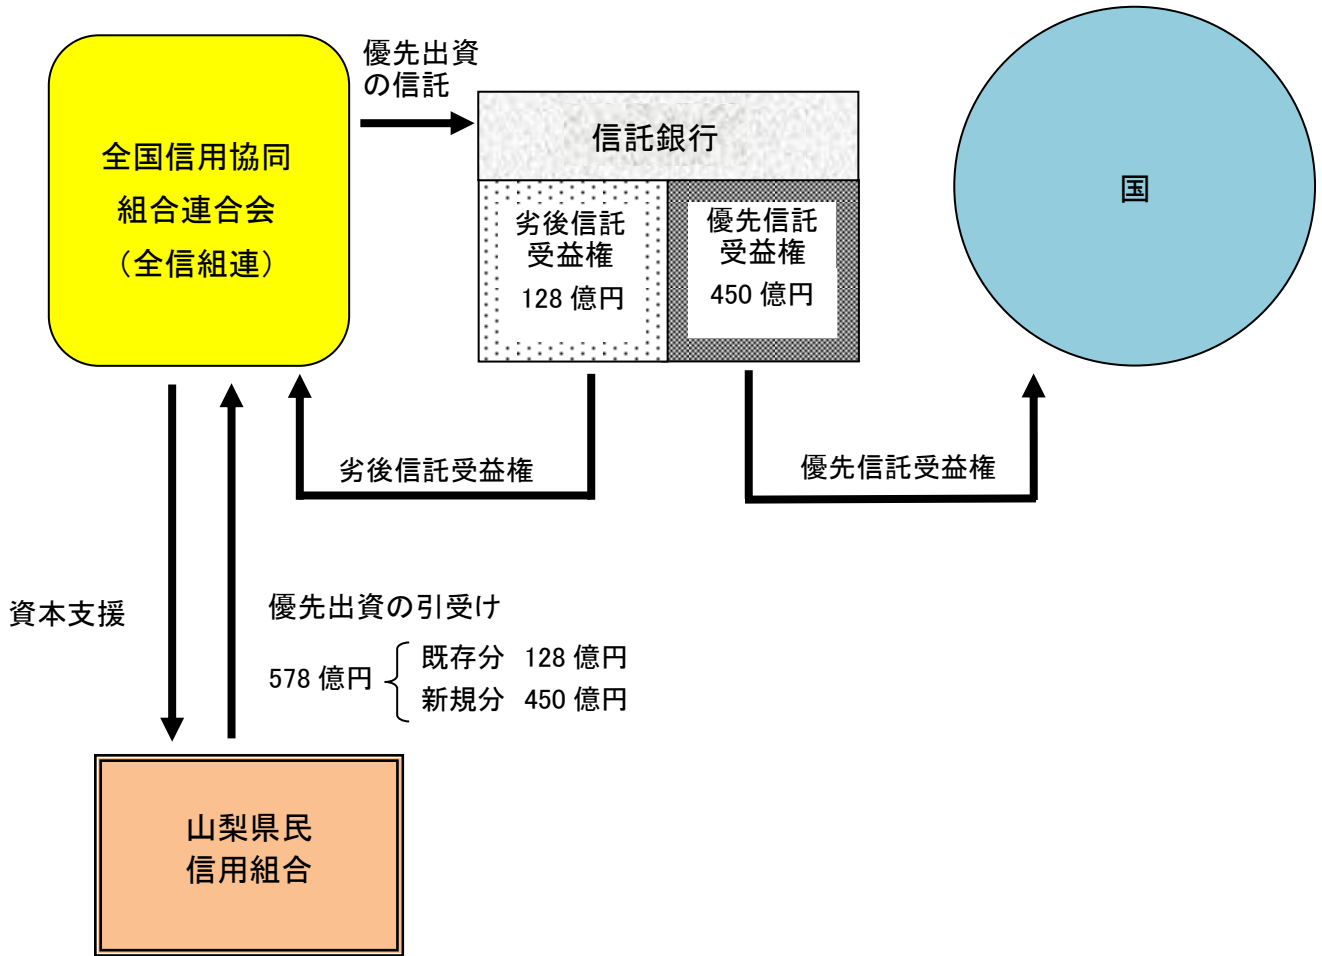 優先出資
の信託
全国信用協同
組合連合会
（全信組連）
信託銀行
劣後信託
受益権
128 億円
優先信託
受益権
450 億円
国
劣後信託受益権
優先信託受益権
資本支援
優先出資の引受け
578 億円
既存分 128 億円
新規分 450 億円
山梨県民
信用組合